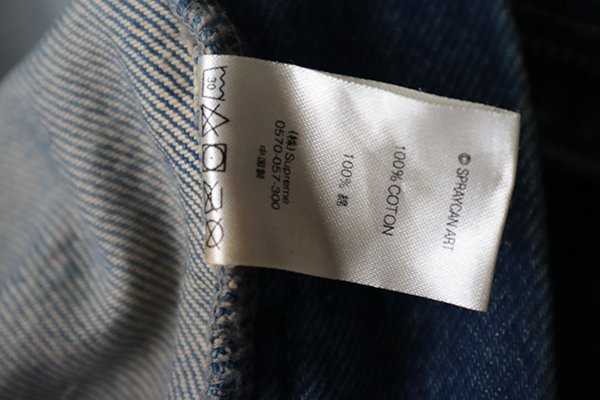 © SPRAYCAN ART
100% COTTON
100% 綿
(株) Supreme
0570-057-300
中国製
30